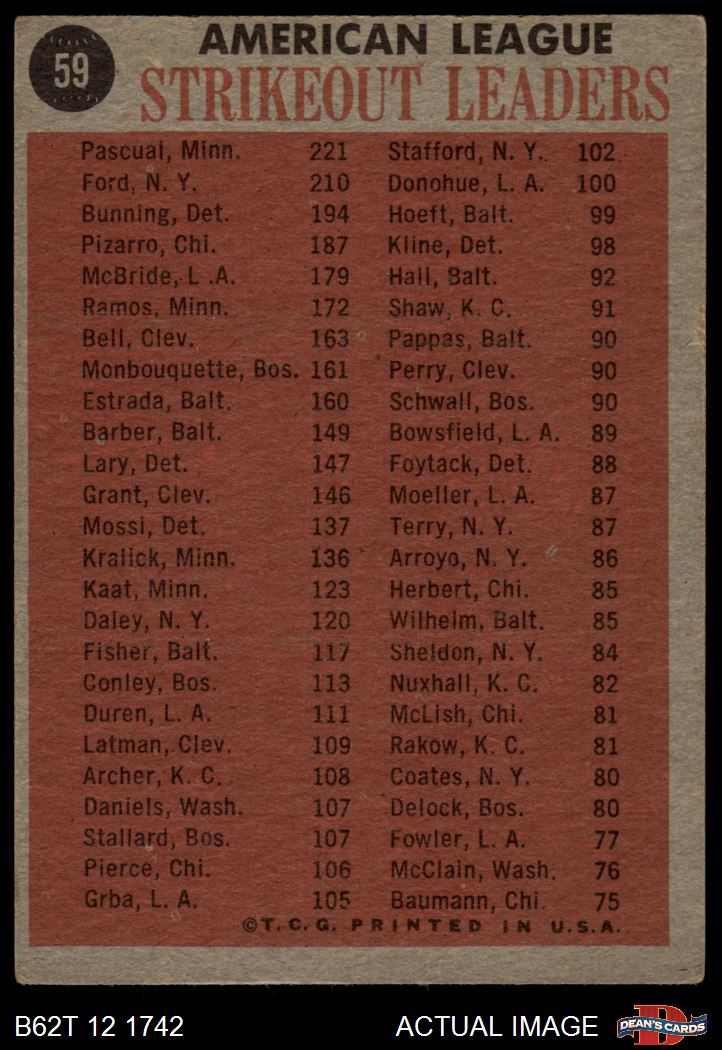 59
AMERICAN LEAGUE
STRIKEOUT LEADERS
Pascual, Minn. 221 Stafford, N. Y. 102
Ford, N. Y. 210 Donohue, L. A. 100
Bunning, Det. 194 Hoeft, Balt. 99
Pizarro, Chi. 187 Kline, Det. 98
McBride, L .A. 179 Hall, Balt. 92
Ramos, Minn. 172 Shaw, K. C. 91
Bell, Clev. 163 Pappas, Balt. 90
Monbouquette, Bos. 161 Perry, Clev. 90
Estrada, Balt. 160 Schwall, Bos. 90
Barber, Balt. 149 Bowsfield, L. A. 89
Lary, Det. 147 Foytack, Det. 88
Grant, Clev. 146 Moeller, L. A. 87
Mossi, Det. 137 Terry, N. Y. 87
Kralick, Minn. 136 Arroyo, N. Y. 86
Kaat, Minn. 123 Herbert, Chi. 85
Daley, N. Y. 120 Wilhelm, Balt. 85
Fisher, Balt. 117 Sheldon, N. Y. 84
Conley, Bos. 113 Nuxhall, K. C. 82
Duren, L. A. 111 McLish, Chi. 81
Latman, Clev. 109 Rakow, K. C. 81
Archer, K. C. 108 Coates, N. Y. 80
Daniels, Wash. 107 Delock, Bos. 80
Stallard, Bos. 107 Fowler, L. A. 77
Pierce, Chi. 106 McClain, Wash. 76
Grba, L. A. 105 Baumann, Chi. 75
©T.C.G. PRINTED IN U.S.A.
B62T 12 1742 ACTUAL IMAGE D DEAN'S CARDS